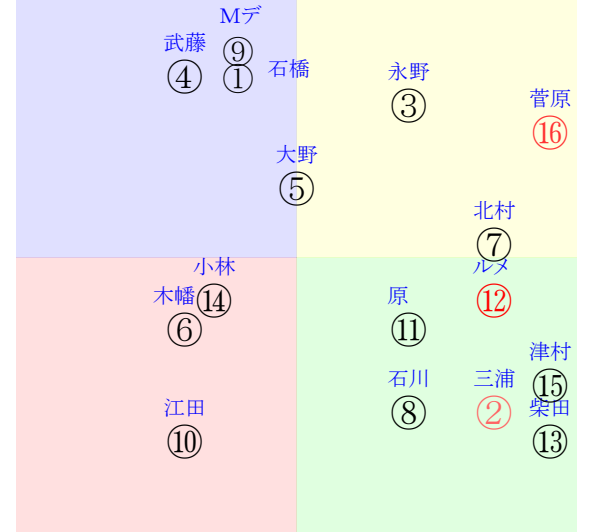 Mデ
⑨
武藤
④
①
石橋
永野
③
菅原
⑯
大野
⑤
北村
⑦
小林
⑭
ルメ
⑫
木幡
⑥
原
⑪
津村
⑮
石川
⑧
三浦
②
柴田
⑬
江田
⑩